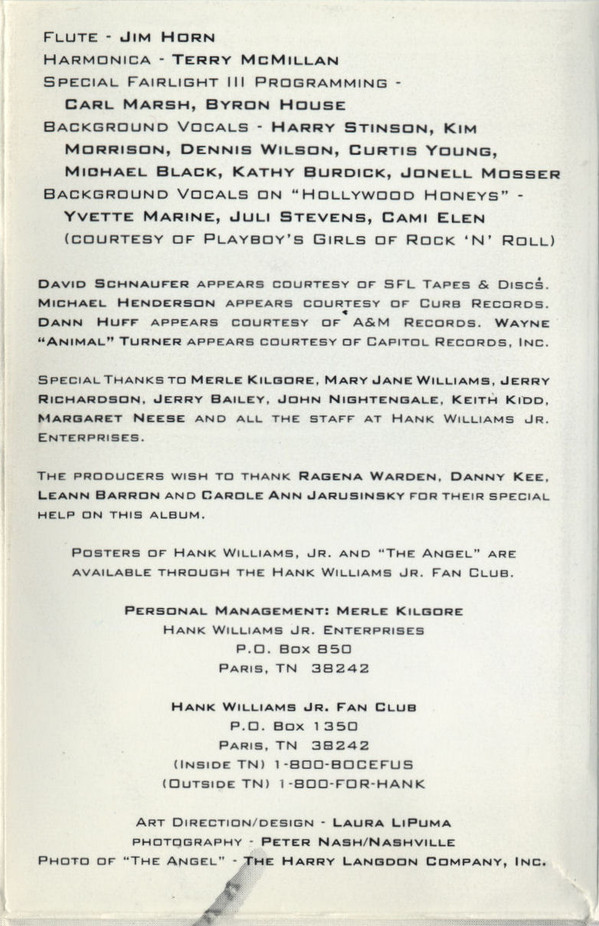 Flute - Jim Horn
Harmonica - Terry McMillan
Special Fairlight III Programming -
Carl Marsh, Byron House
Background Vocals - Harry Stinson, Kim
Morrison, Dennis Wilson, Curtis Young,
Michael Black, Kathy Burdick, Jonell Mosser
Background Vocals on "Hollywood Honeys" -
Yvette Marine, Juli Stevens, Cami Elen
(courtesy of Playboy's Girls of Rock 'N' Roll)
David Schnaufer appears courtesy of SFL Tapes & Discs.
Michael Henderson appears courtesy of Curb Records.
Dann Huff appears courtesy of A&M Records. Wayne
"Animal" Turner appears courtesy of Capitol Records, Inc.
Special Thanks to Merle Kilgore, Mary Jane Williams, Jerry
Richardson, Jerry Bailey, John Nightengale, Keith Kidd,
Margaret Neese and all the staff at Hank Williams Jr.
Enterprises.
The producers wish to thank Ragena Warden, Danny Kee,
Leann Barron and Carole Ann Jarusinsky for their special
help on this album.
Posters of Hank Williams, Jr. and "The Angel" are
available through the Hank Williams Jr. Fan Club.
Personal Management: Merle Kilgore
Hank Williams Jr. Enterprises
P.O. Box 850
Paris, TN 38242
Hank Williams Jr. Fan Club
P.O. Box 1350
Paris, TN 38242
(Inside TN) 1-800-BOCEFUS
(Outside TN) 1-800-FOR-HANK
Art Direction/design - Laura LiPuma
photography - Peter Nash/Nashville
Photo of "The Angel" - The Harry Langdon Company, Inc.